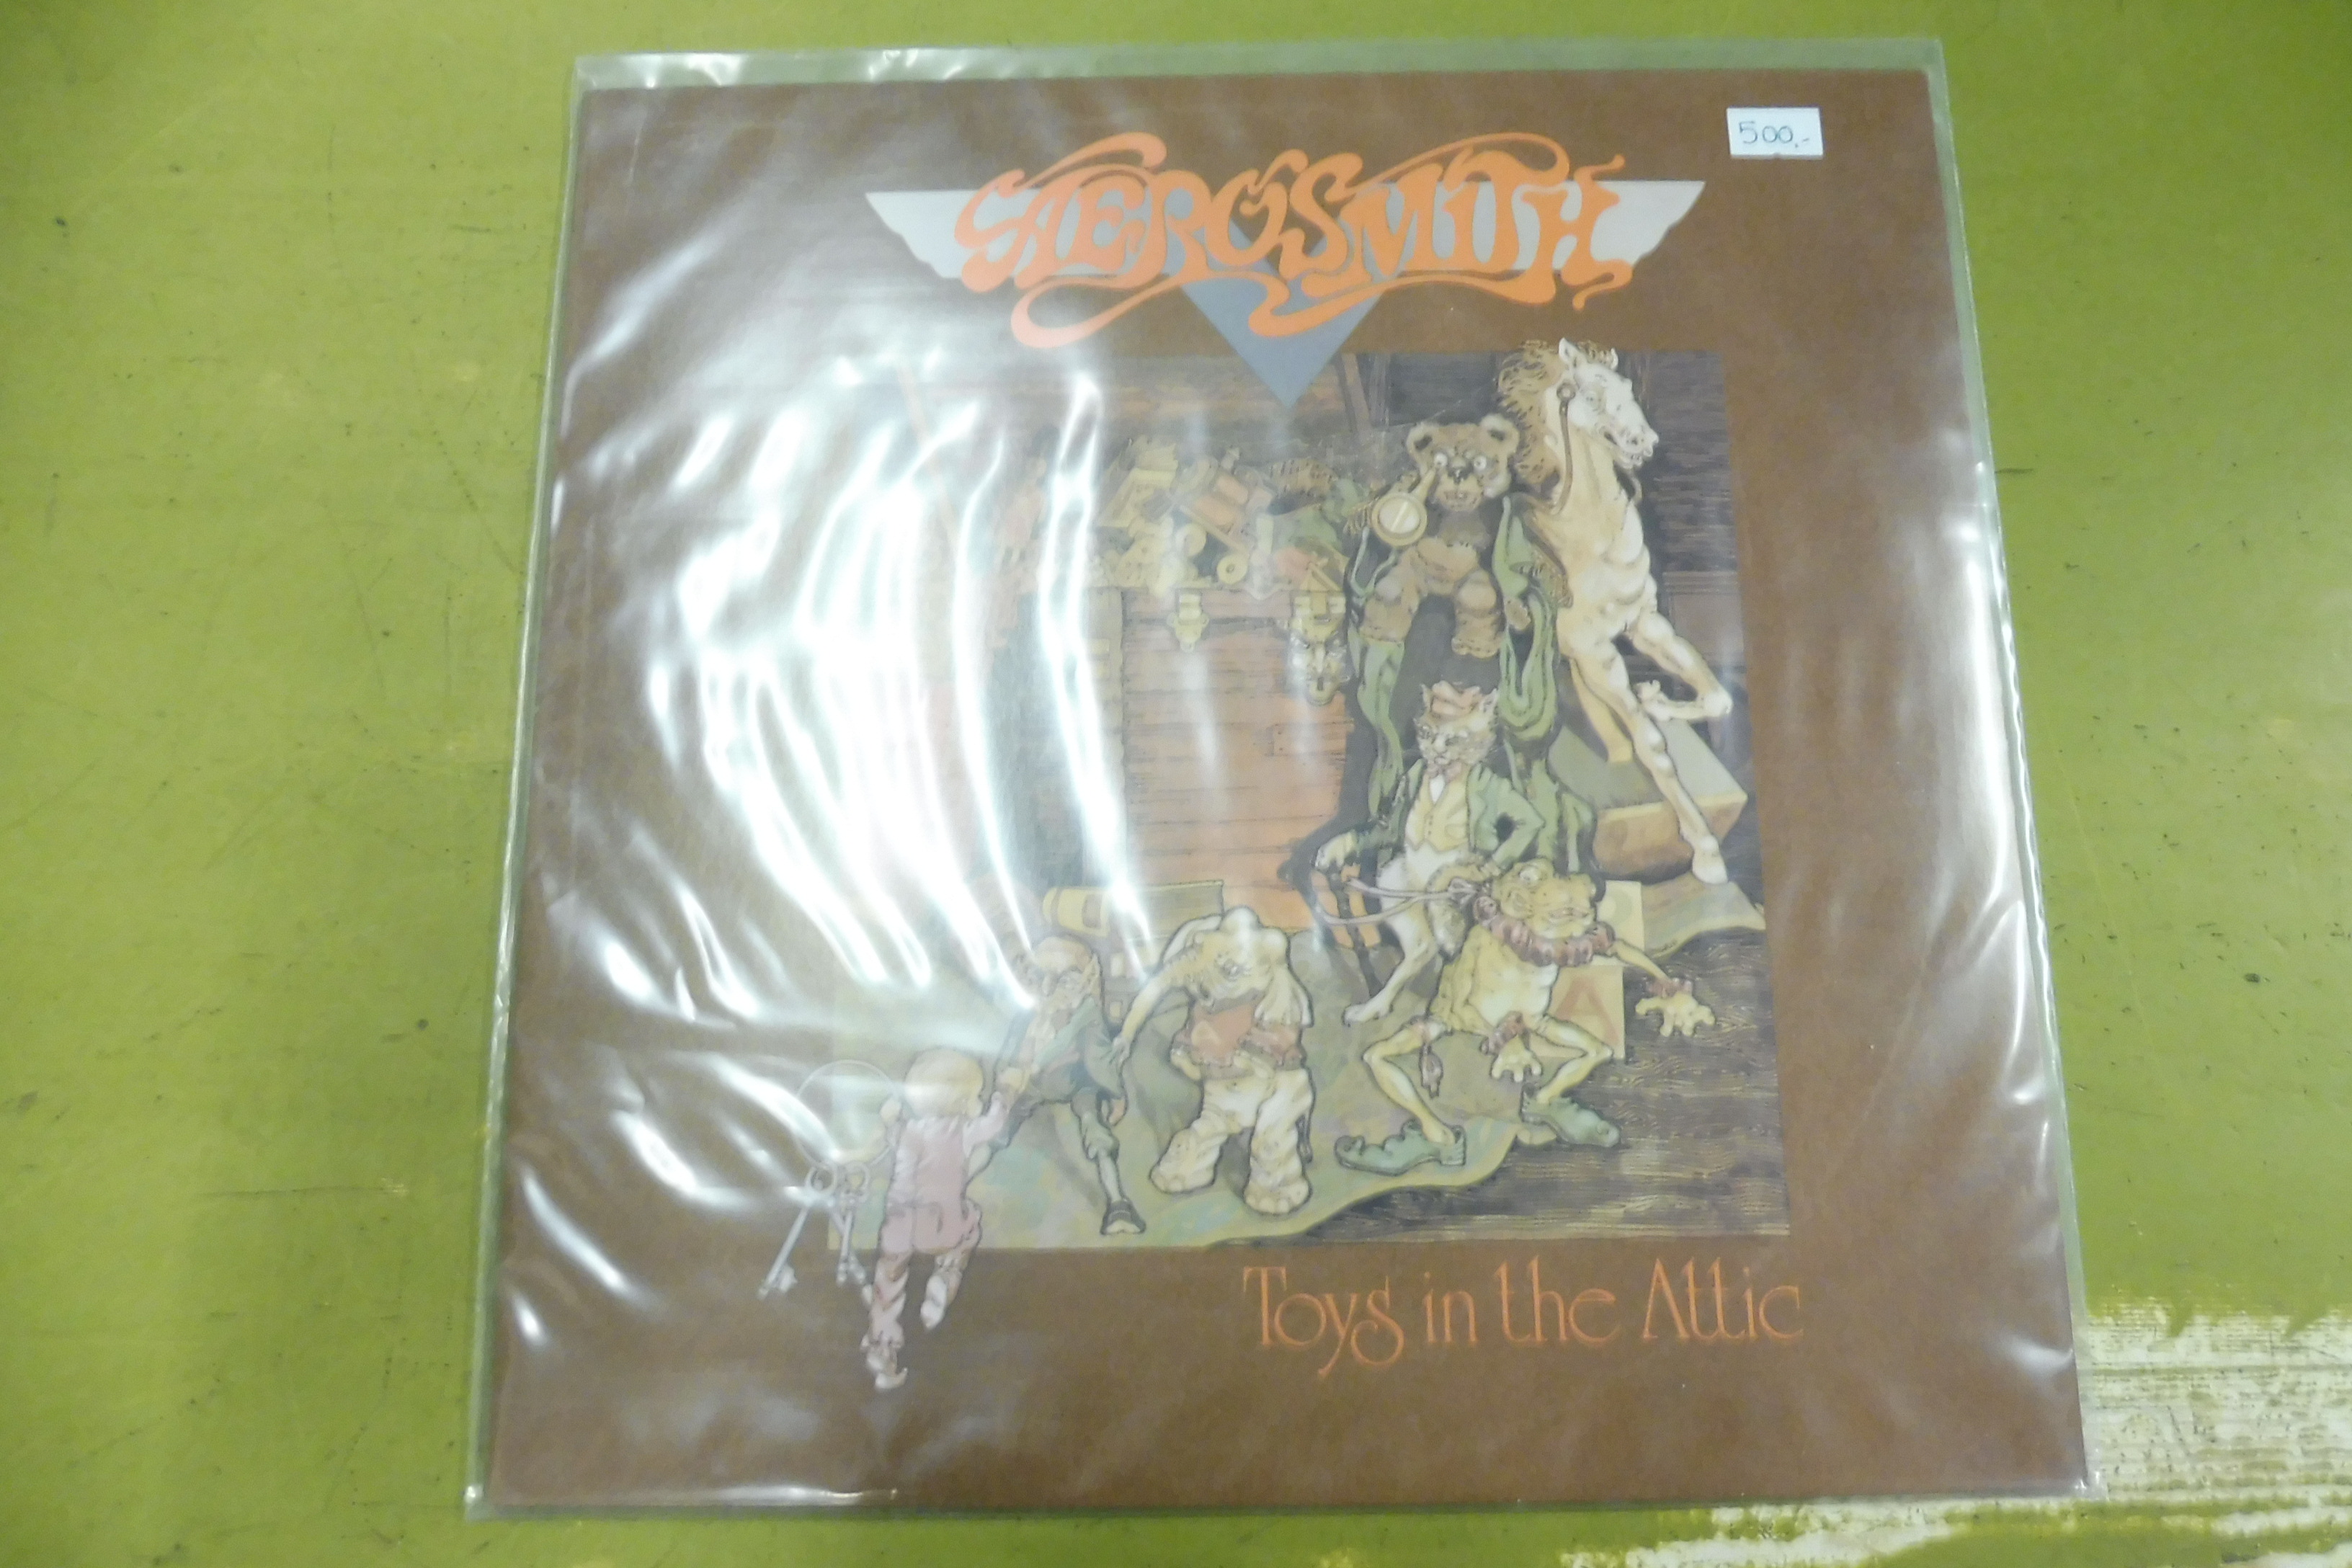 500,-
AEROSMITH
A
Toys in the Attic